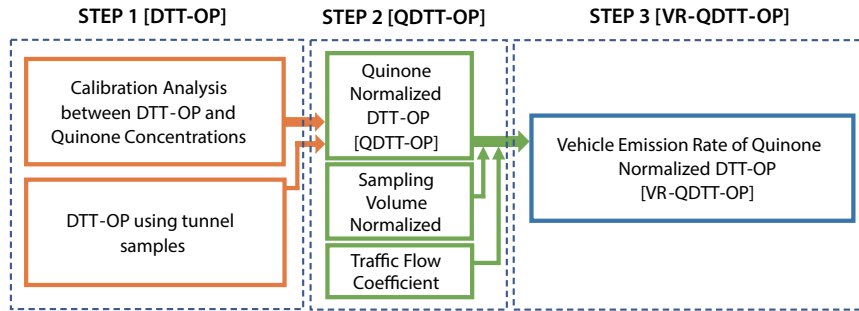 STEP 1 [DTT-OP]
STEP 2 [QDTT-OP]
STEP 3 [VR-QDTT-OP]
Calibration Analysis
between DTT-OP and
Quinone Concentrations
DTT-OP using tunnel
samples
Quinone
Normalized
DTT-OP
[QDTT-OP]
Sampling
Volume
Normalized
Traffic Flow
Coefficient
Vehicle Emission Rate of Quinone
Normalized DTT-OP
[VR-QDTT-OP]